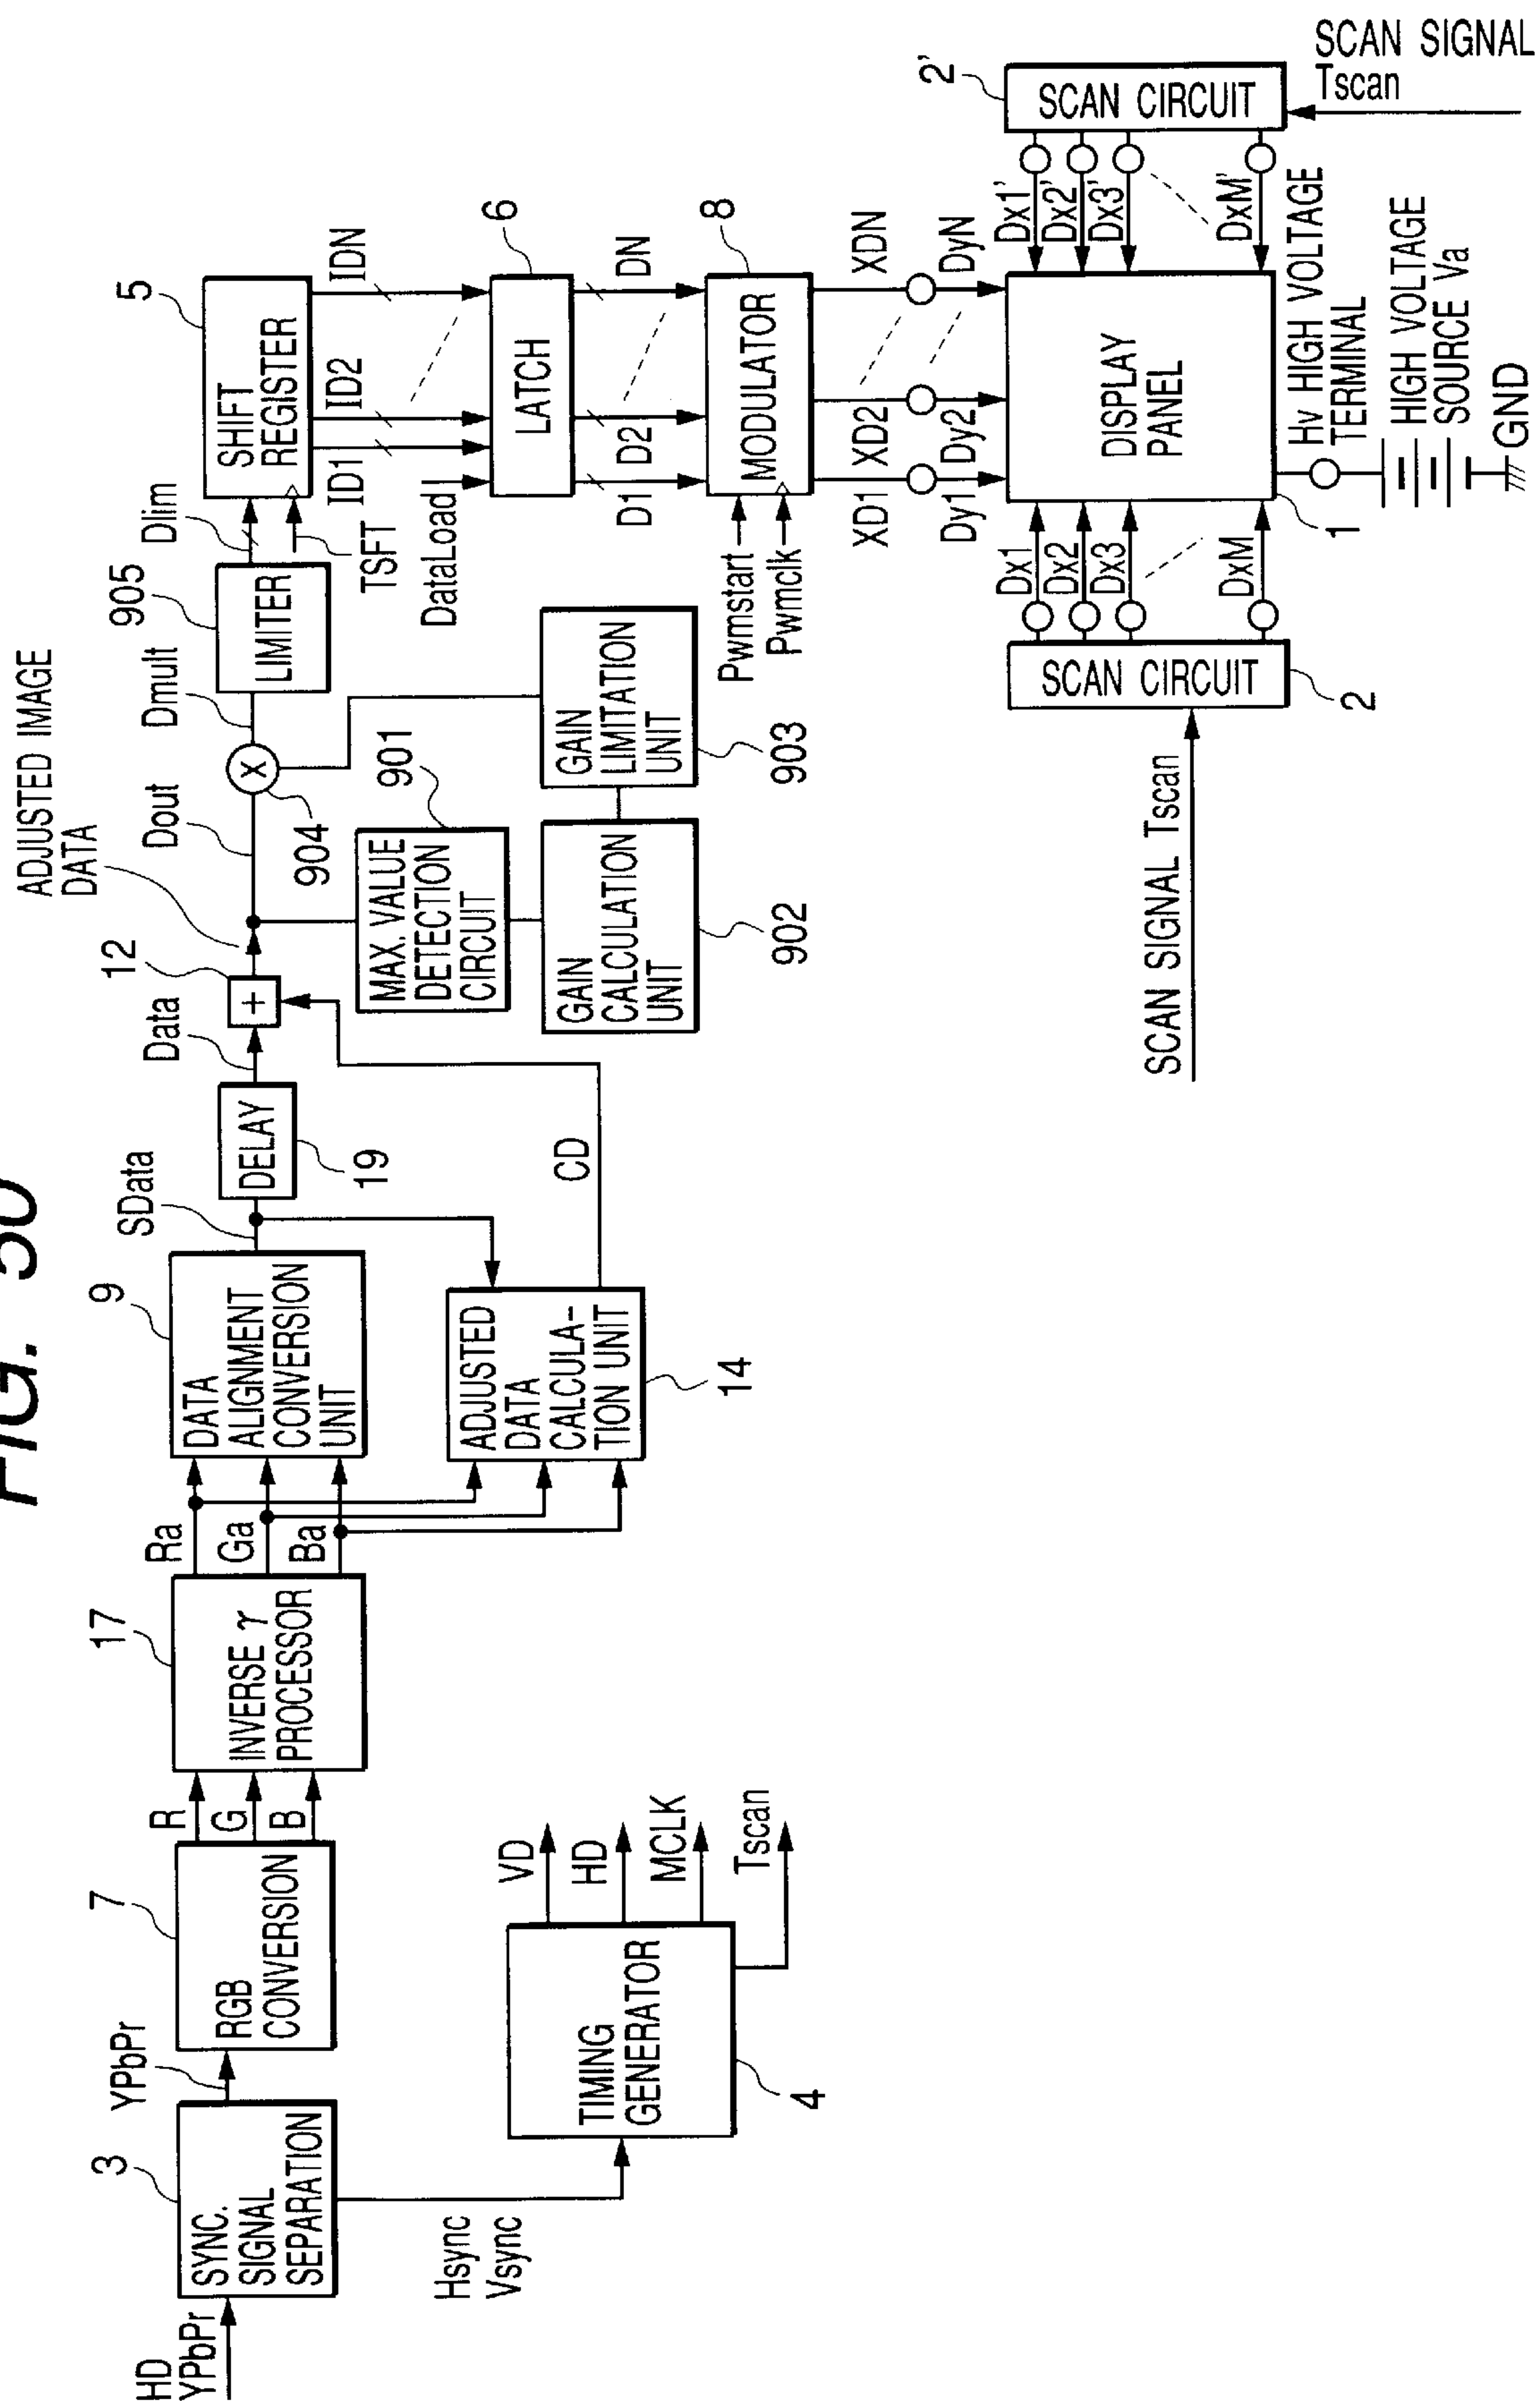 FIG. 30
HD
YPbPr
3
SYNC.
SIGNAL
SEPARATION
YPbPr
7
RGB
CONVERSION
R
G
B
17
INVERSE γ
PROCESSOR
Ra
Ga
Ba
9
DATA
ALIGNMENT
CONVERSION
UNIT
SData
DELAY
19
Data
12
+
ADJUSTED IMAGE
DATA
Dout
X
904
Dmult
905
LIMITER
Dlim
TSFT
5
SHIFT
REGISTER
ID1
ID2
IDN
DataLoad
6
LATCH
D1
D2
DN
Pwmstart
Pwmclk
8
MODULATOR
XD1
XD2
XDN
Dy1
Dy2
DyN
ADJUSTED
DATA
CALCULA-
TION UNIT
14
CD
MAX. VALUE
DETECTION
CIRCUIT
901
GAIN
CALCULATION
UNIT
902
GAIN
LIMITATION
UNIT
903
Hsync
Vsync
TIMING
GENERATOR
4
VD
HD
MCLK
Tscan
SCAN SIGNAL Tscan
SCAN CIRCUIT
2
Dx1
Dx2
Dx3
DxM
DISPLAY
PANEL
1
Dx1'
Dx2'
Dx3'
DxM'
2'
SCAN CIRCUIT
SCAN SIGNAL
Tscan
Hv HIGH VOLTAGE
TERMINAL
HIGH VOLTAGE
SOURCE Va
GND